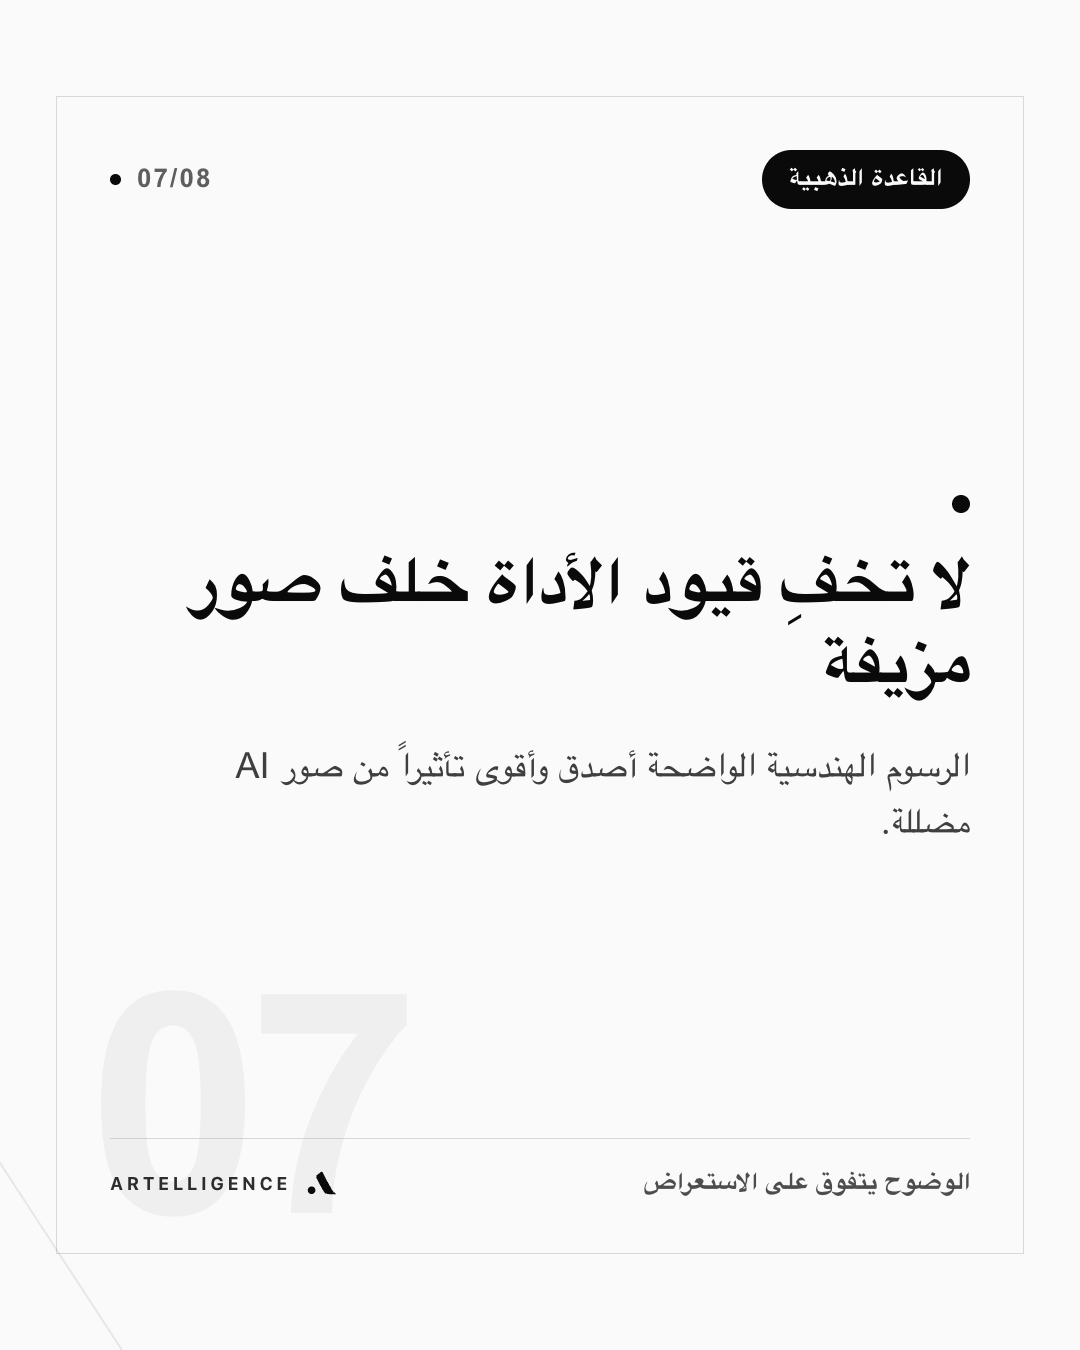 القاعدة الذهبية
07/08
لا تخفِ قيود الأداة خلف صور
مزيفة
الرسوم الهندسية الواضحة أصدق وأقوى تأثيراً من صور AI
مضللة.
07
الوضوح يتفوق على الاستعراض
ARTELLIGENCE